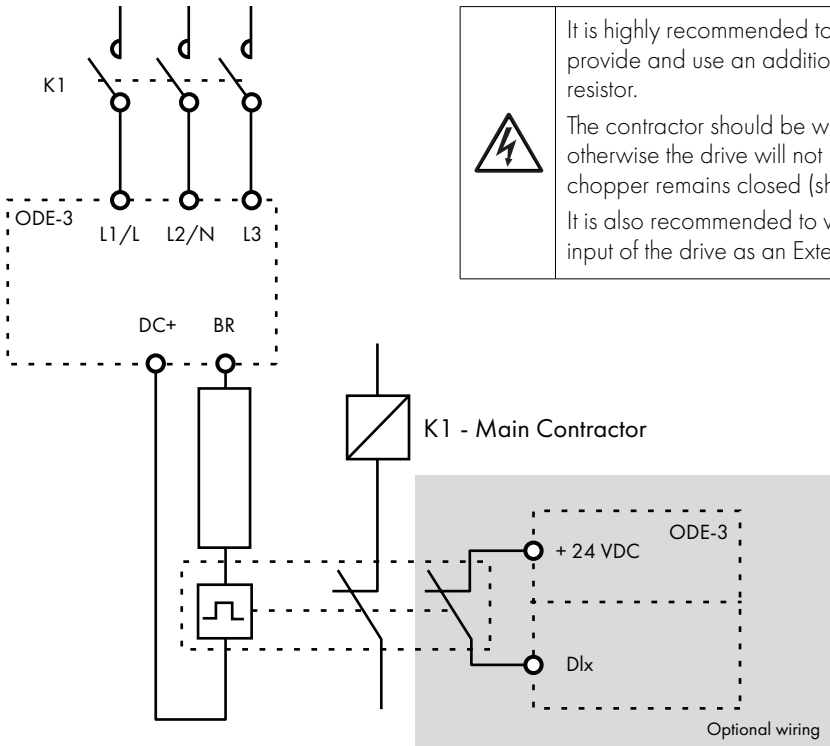 K1
ODE-3
L1/L L2/N L3
DC+ BR
It is highly recommended to
provide and use an additio
resistor.
The contractor should be w
otherwise the drive will not
chopper remains closed (sh
It is also recommended to v
input of the drive as an Exte
K1 - Main Contractor
ODE-3
+ 24 VDC
Dlx
Optional wiring